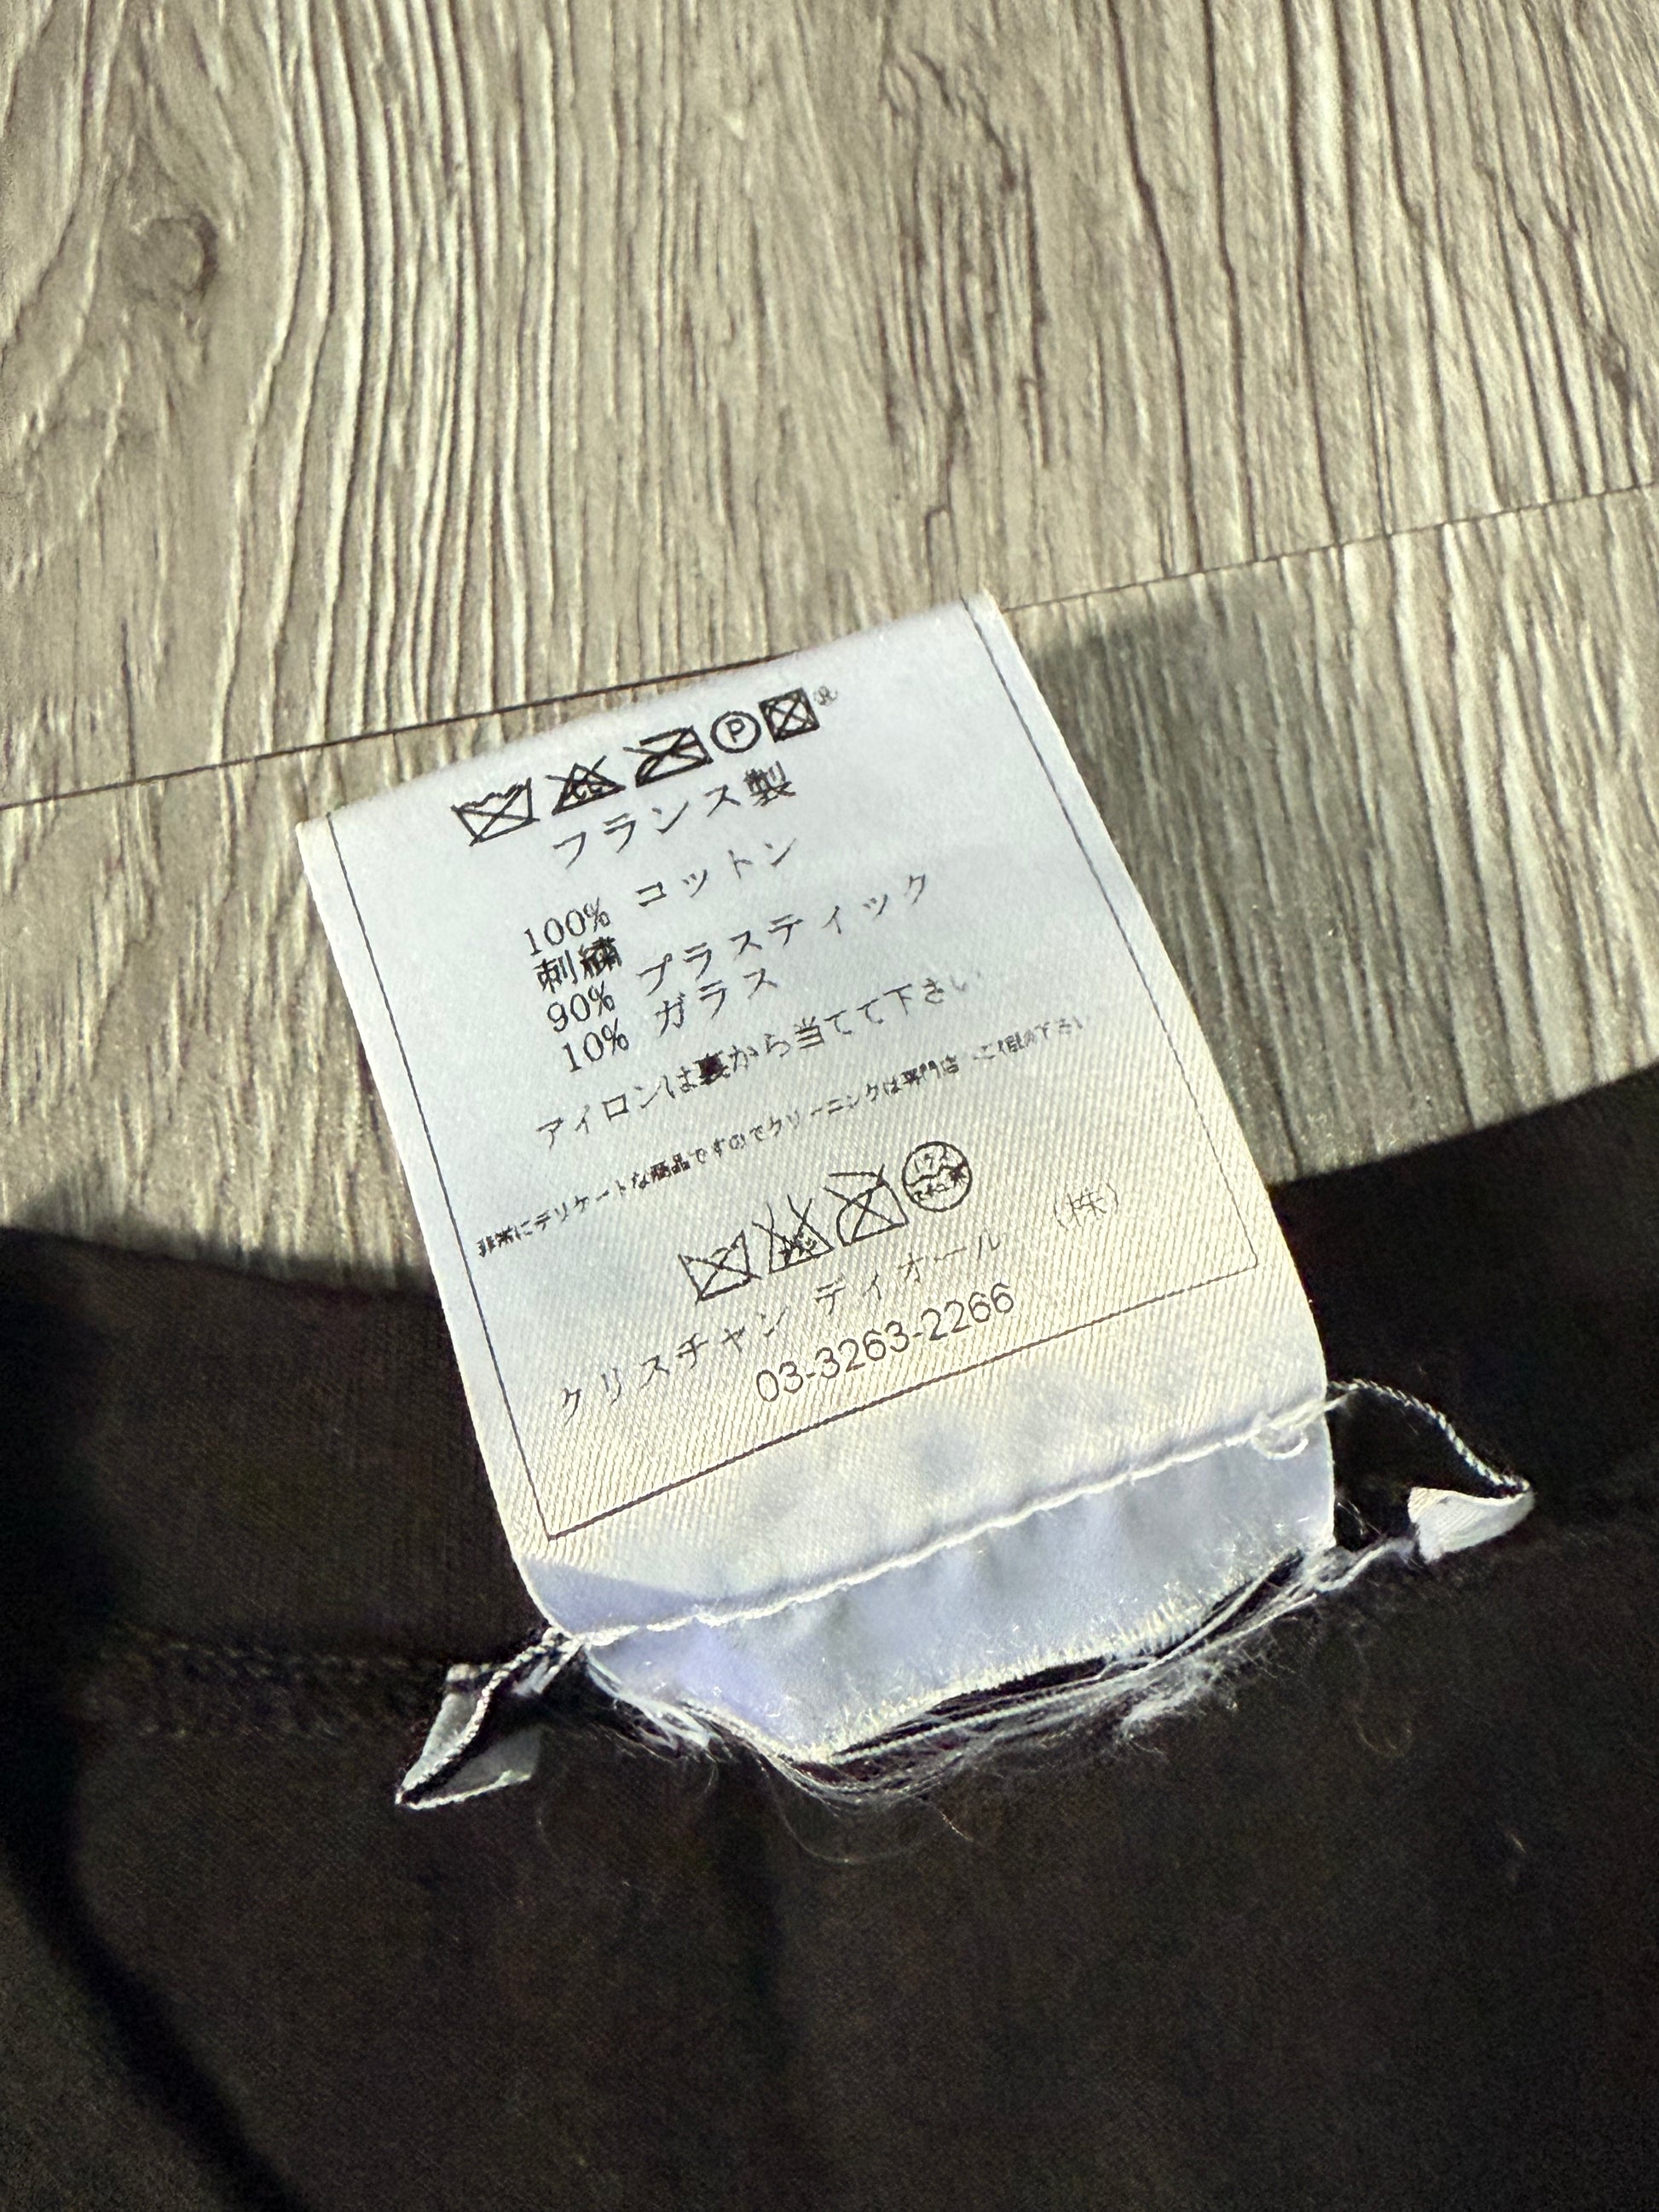 P
フランス製
100% コットン
刺繍
90% プラスティック
10% ガラス
アイロンは裏から当てて下さい
非常にデリケートな商品ですのでクリーニングは専門店にご相談下さい
クリスチャン ディオール (株)
03-3263-2266